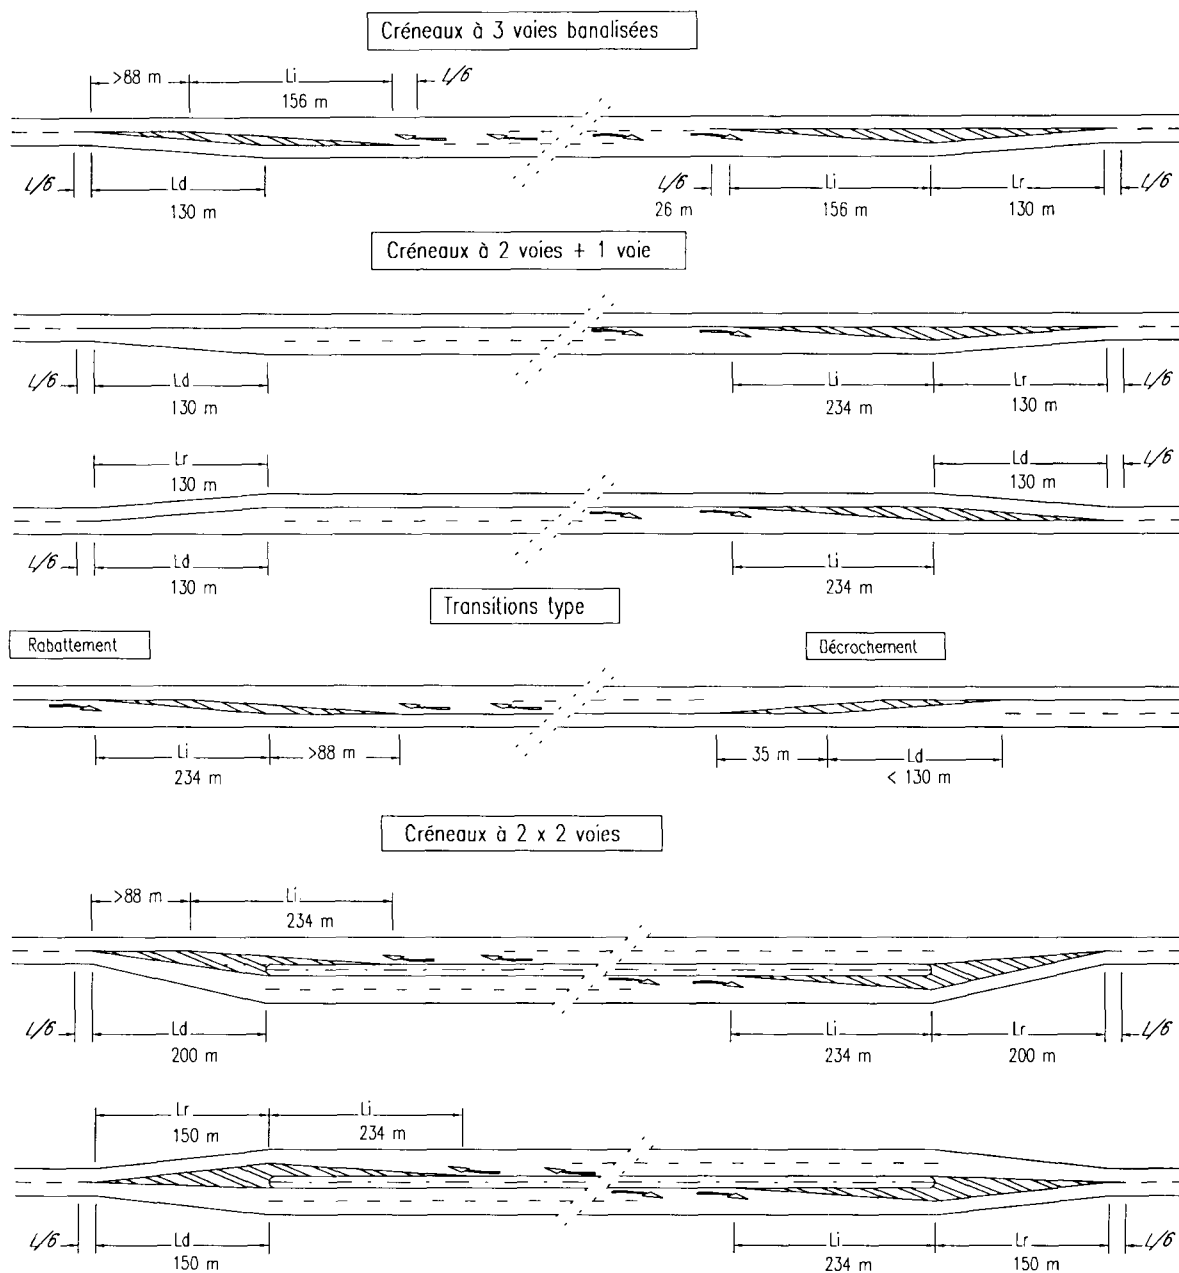 Créneaux à 3 voies banalisées
>88 m Li L/6
156 m
L/6 Ld L/6 Li Lr L/6
130 m 26 m 156 m 130 m
Créneaux à 2 voies + 1 voie
L/6 Ld Li Lr L/6
130 m 234 m 130 m
Lr Ld L/6
130 m 130 m
L/6 Ld Li
130 m 234 m
Transitions type
Rabattement Décrochement
Li >88 m 35 m Ld
234 m < 130 m
Créneaux à 2 x 2 voies
>88 m Li
234 m
L/6 Ld Li Lr L/6
200 m 234 m 200 m
Lr Li
150 m 234 m
L/6 Ld Li Lr L/6
150 m 234 m 150 m